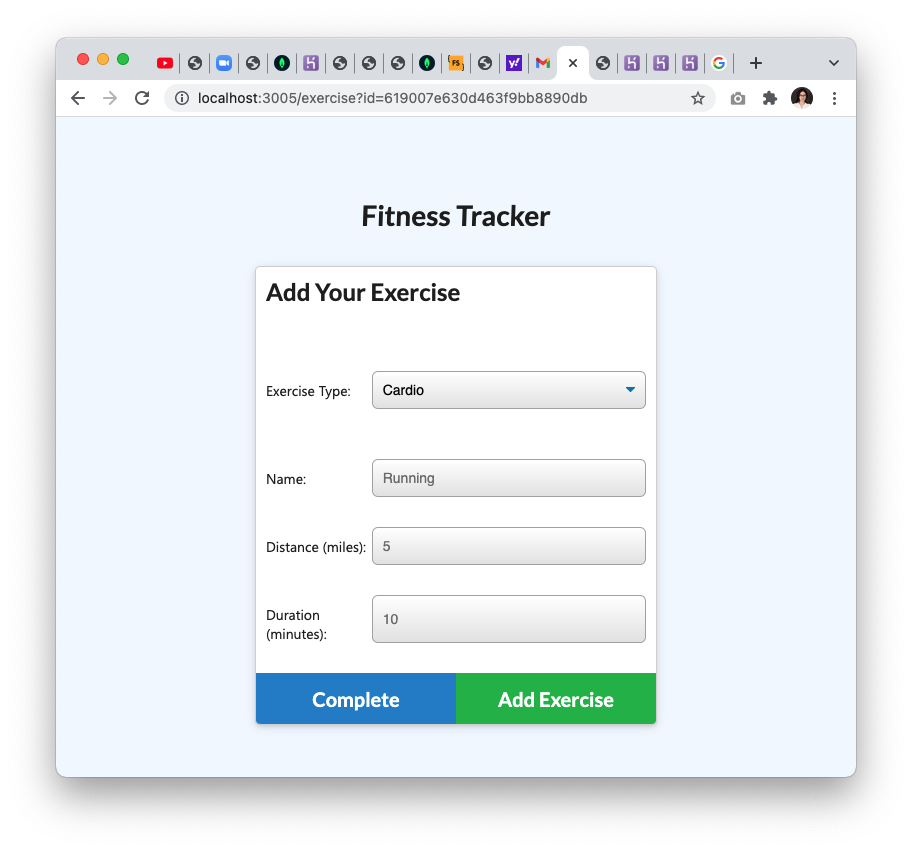 FS
y!
localhost:3005/exercise?id=619007e630d463f9bb8890db
Fitness Tracker
Add Your Exercise
Exercise Type: Cardio
Name: Running
Distance (miles): 5
Duration
(minutes): 10
Complete Add Exercise